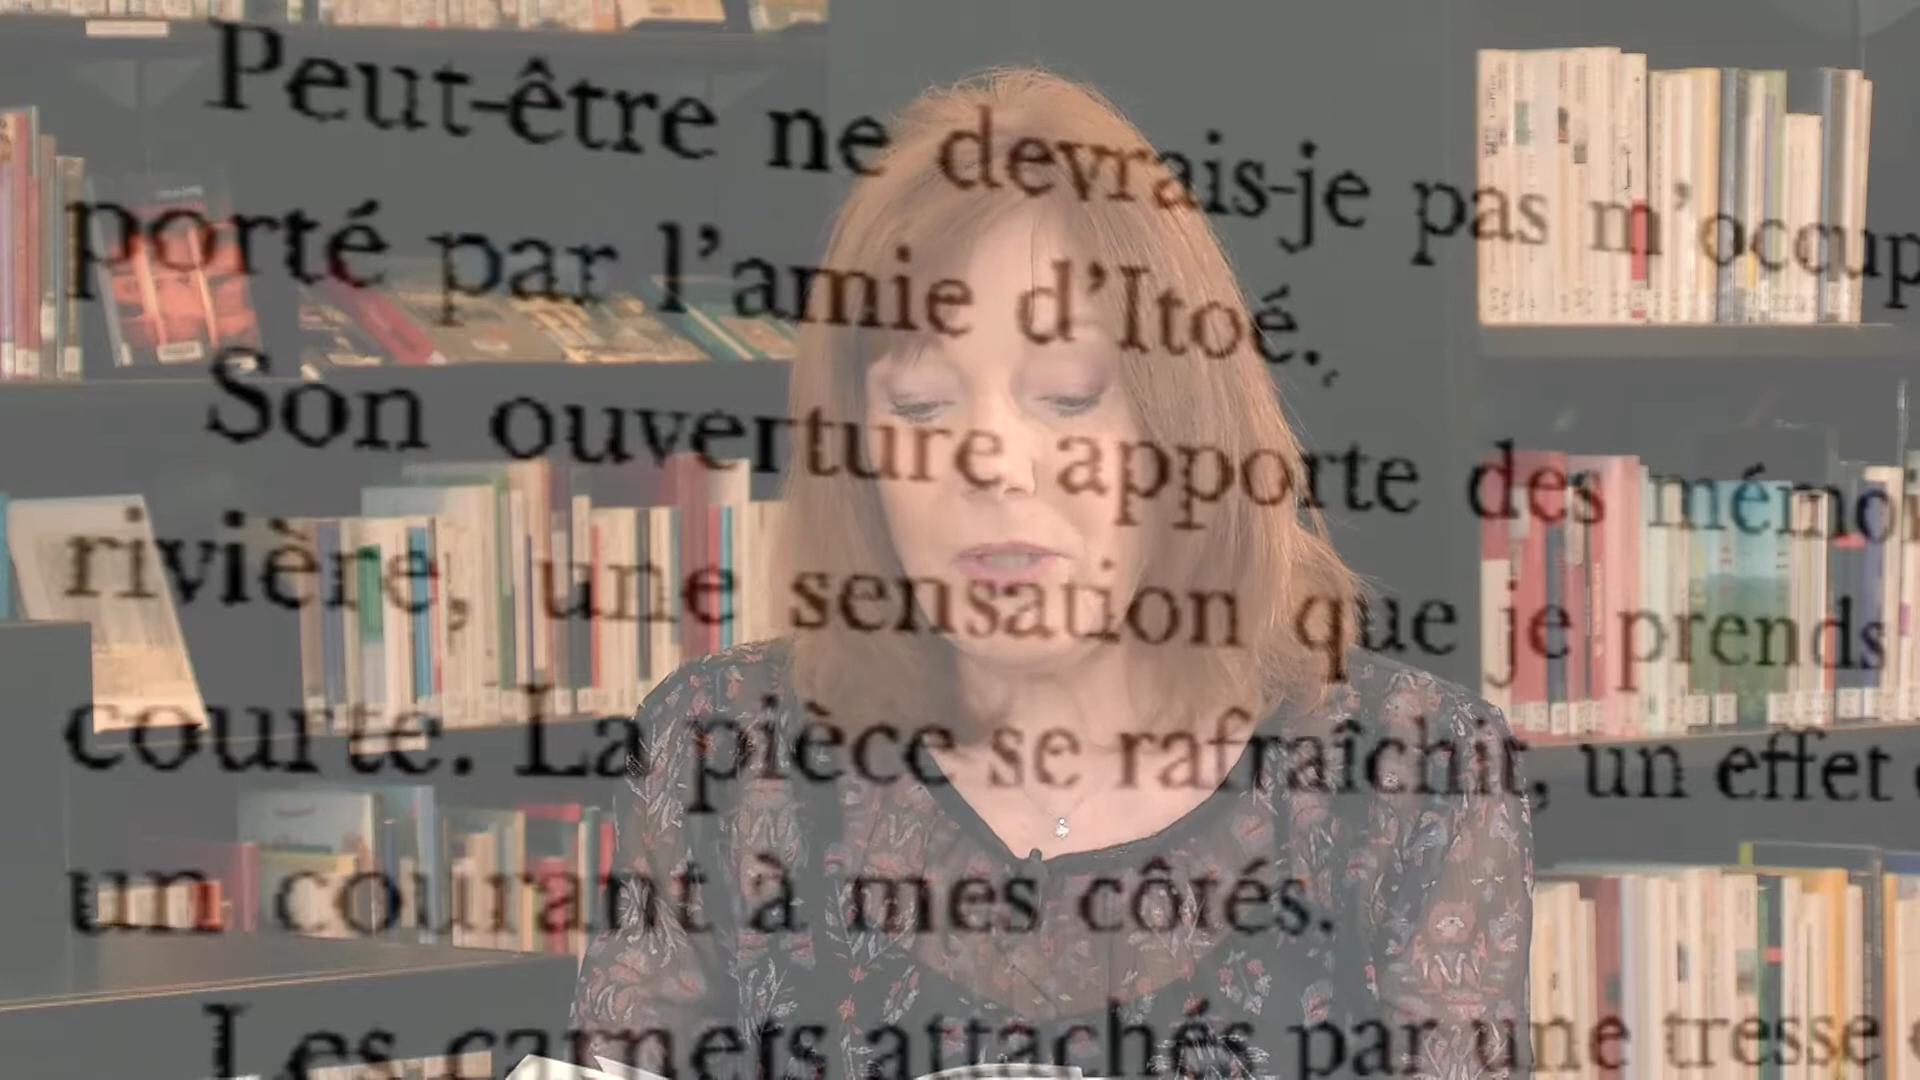 Peut-être ne devrais-je pas m'occup
porté par l'amie d'Itoé.
Son ouverture apporte des mémoi
rivière, une sensation que je prends
courte. La pièce se rafraîchit, un effet
un courant à mes côtés.
Les carnets attachés par une tresse